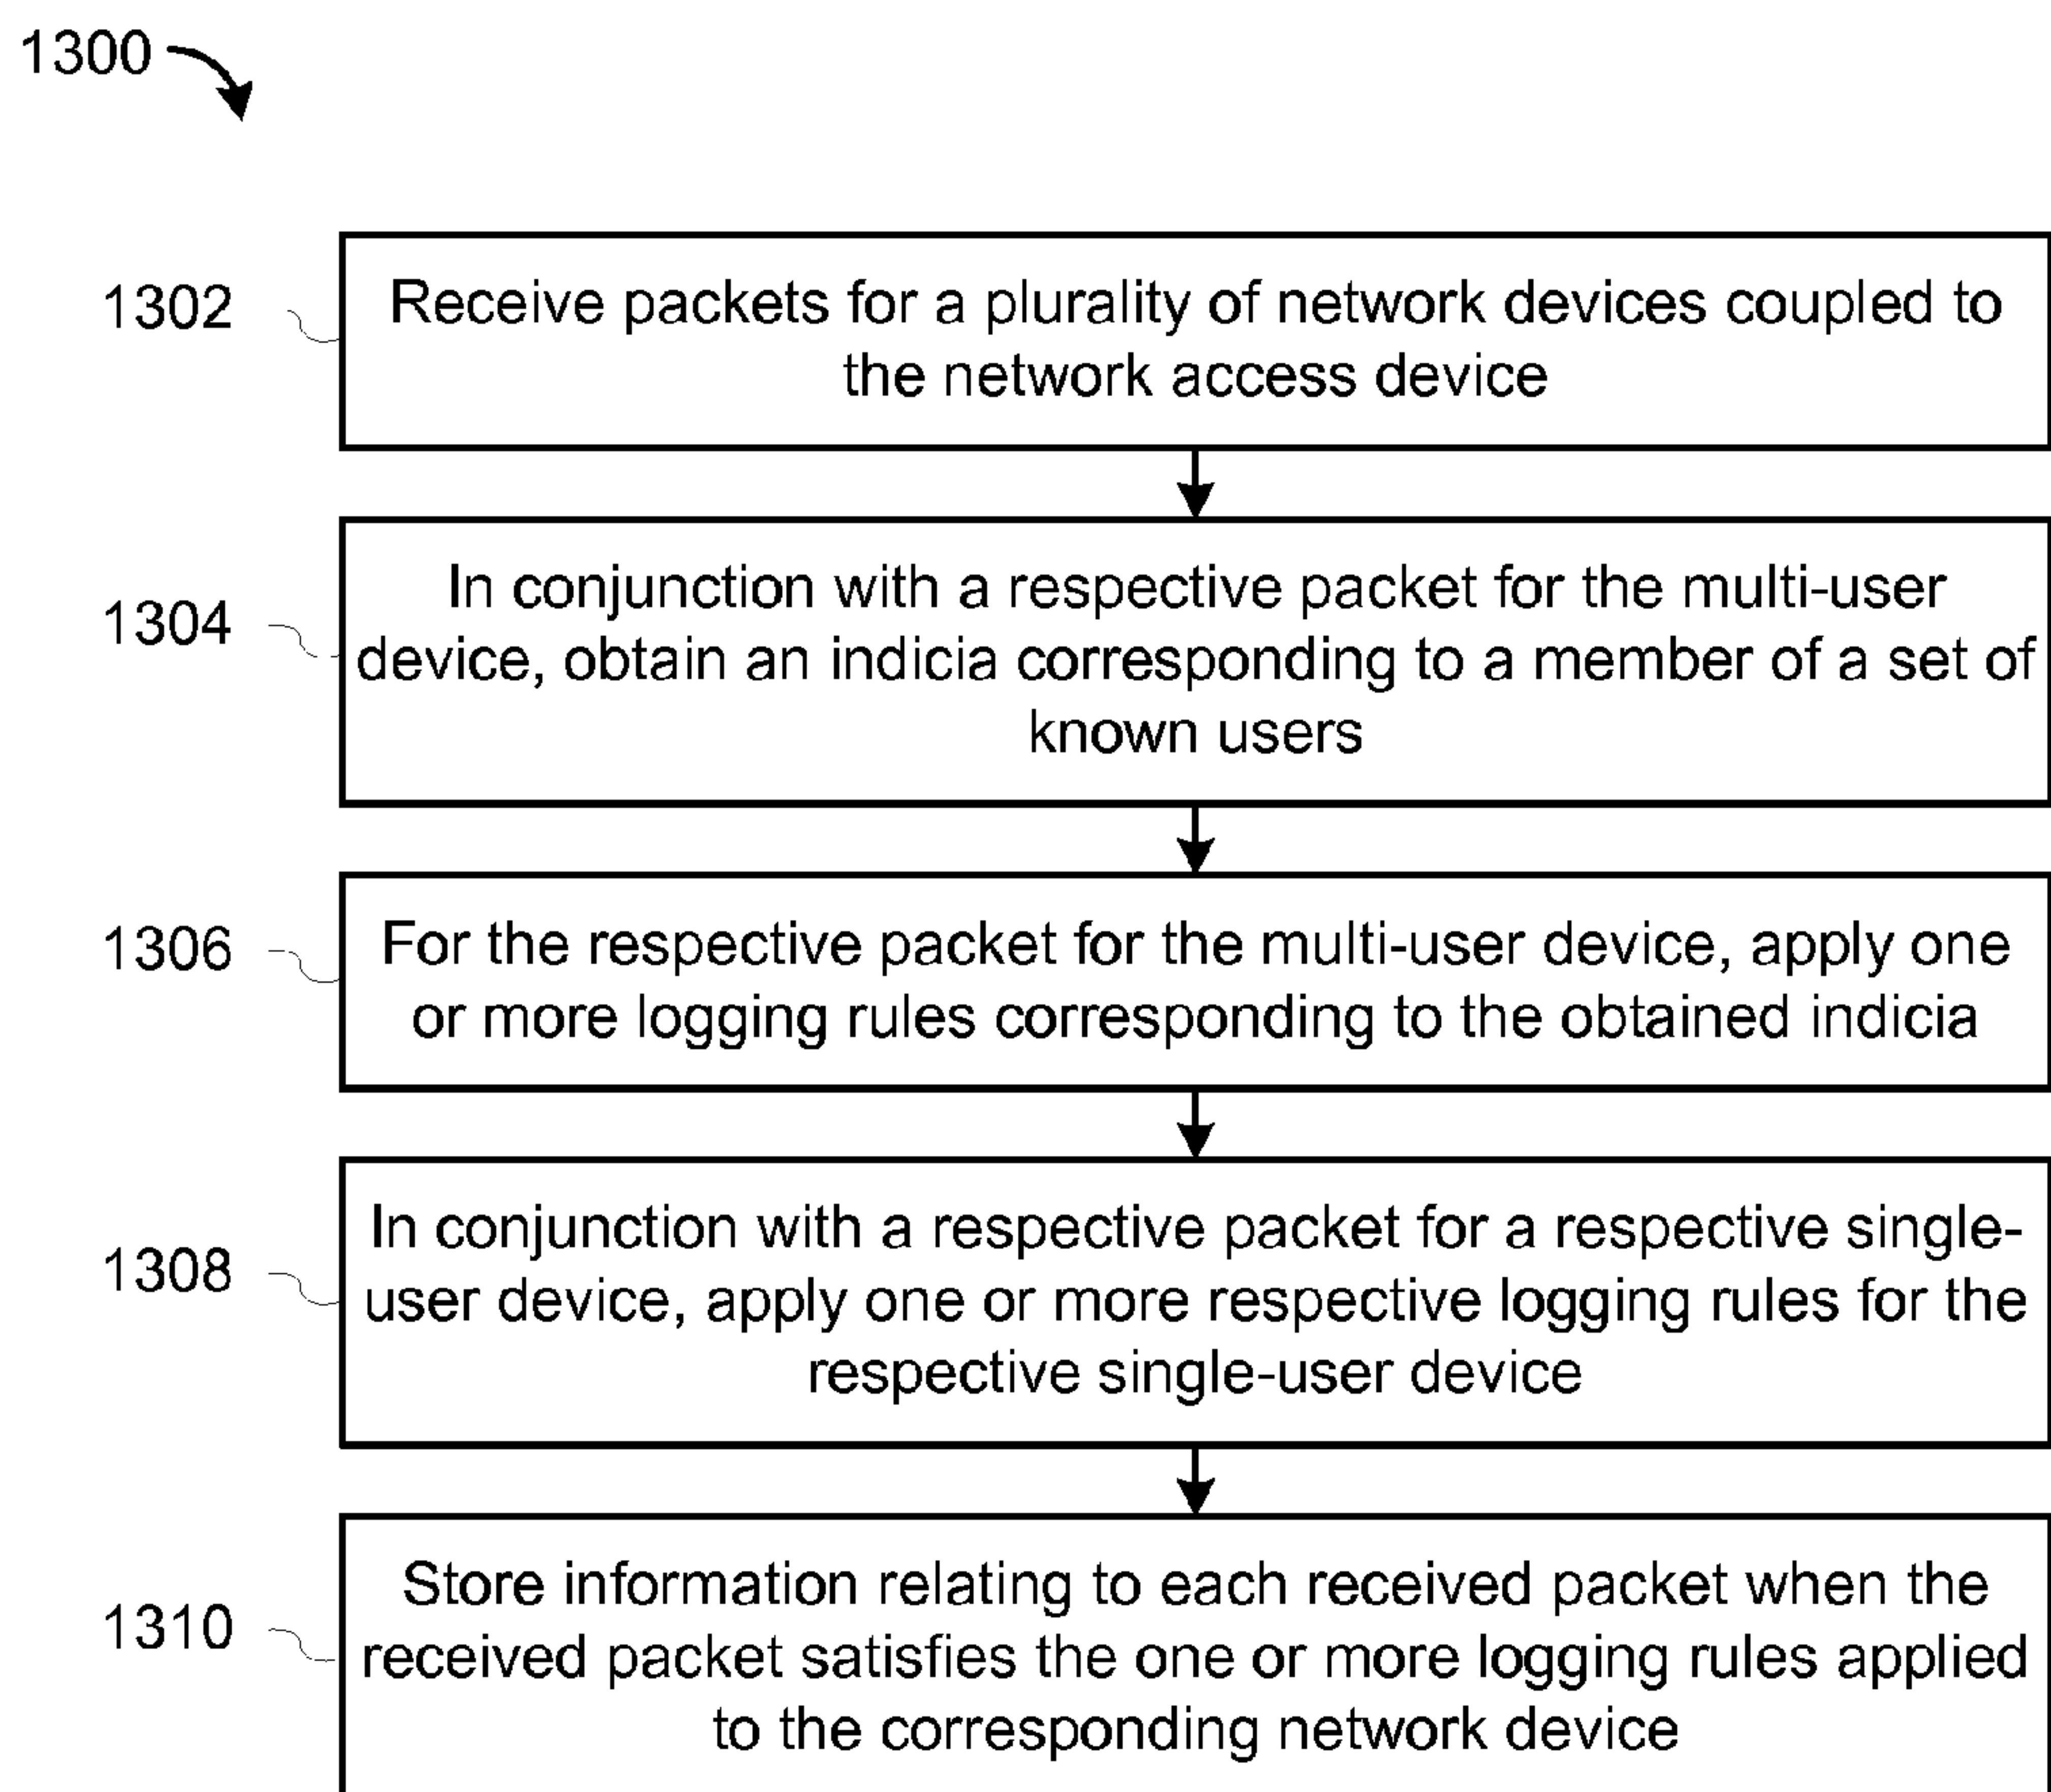 1300
1302
Receive packets for a plurality of network devices coupled to
the network access device
1304
In conjunction with a respective packet for the multi-user
device, obtain an indicia corresponding to a member of a set of
known users
1306
For the respective packet for the multi-user device, apply one
or more logging rules corresponding to the obtained indicia
1308
In conjunction with a respective packet for a respective single-
user device, apply one or more respective logging rules for the
respective single-user device
1310
Store information relating to each received packet when the
received packet satisfies the one or more logging rules applied
to the corresponding network device